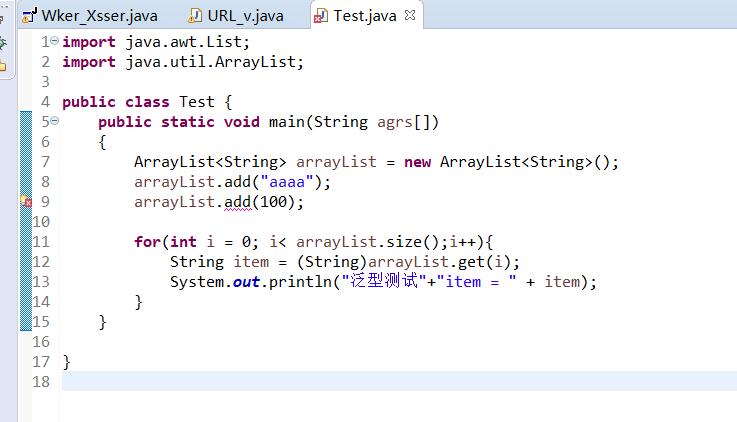 Wker_Xsser.java URL_v.java Test.java
1 import java.awt.List;
2 import java.util.ArrayList;
3
4 public class Test {
5 public static void main(String agrs[])
6 {
7 ArrayList<String> arrayList = new ArrayList<String>();
8 arrayList.add("aaaa");
9 arrayList.add(100);
10
11 for(int i = 0; i< arrayList.size();i++){
12 String item = (String)arrayList.get(i);
13 System.out.println("泛型测试"+"item = " + item);
14 }
15 }
16
17 }
18